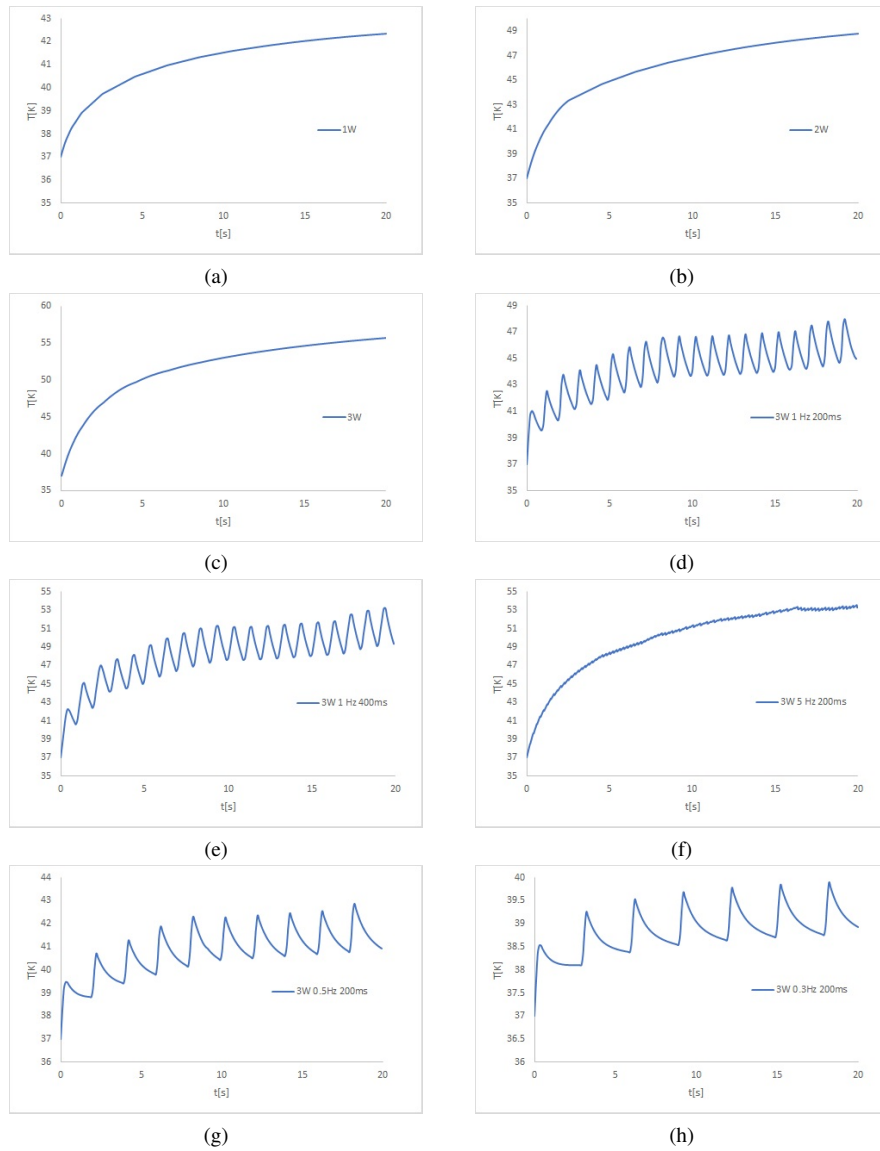 43
42
41
40
39
38
37
36
35
T[K]
0 5 10 15 20
t[s]
1W
(a)
49
47
45
43
41
39
37
35
T[K]
0 5 10 15 20
t[s]
2W
(b)
60
55
50
45
40
35
T[K]
0 5 10 15 20
t[s]
3W
(c)
49
47
45
43
41
39
37
35
T[K]
0 5 10 15 20
t[s]
3W 1 Hz 200ms
(d)
55
53
51
49
47
45
43
41
39
37
35
T[K]
0 5 10 15 20
t[s]
3W 1 Hz 400ms
(e)
55
53
51
49
47
45
43
41
39
37
35
T[K]
0 5 10 15 20
t[s]
3W 5 Hz 200ms
(f)
44
43
42
41
40
39
38
37
36
T[K]
0 5 10 15 20
t[s]
3W 0.5Hz 200ms
(g)
40
39.5
39
38.5
38
37.5
37
36.5
36
T[K]
0 5 10 15 20
t[s]
3W 0.3Hz 200ms
(h)